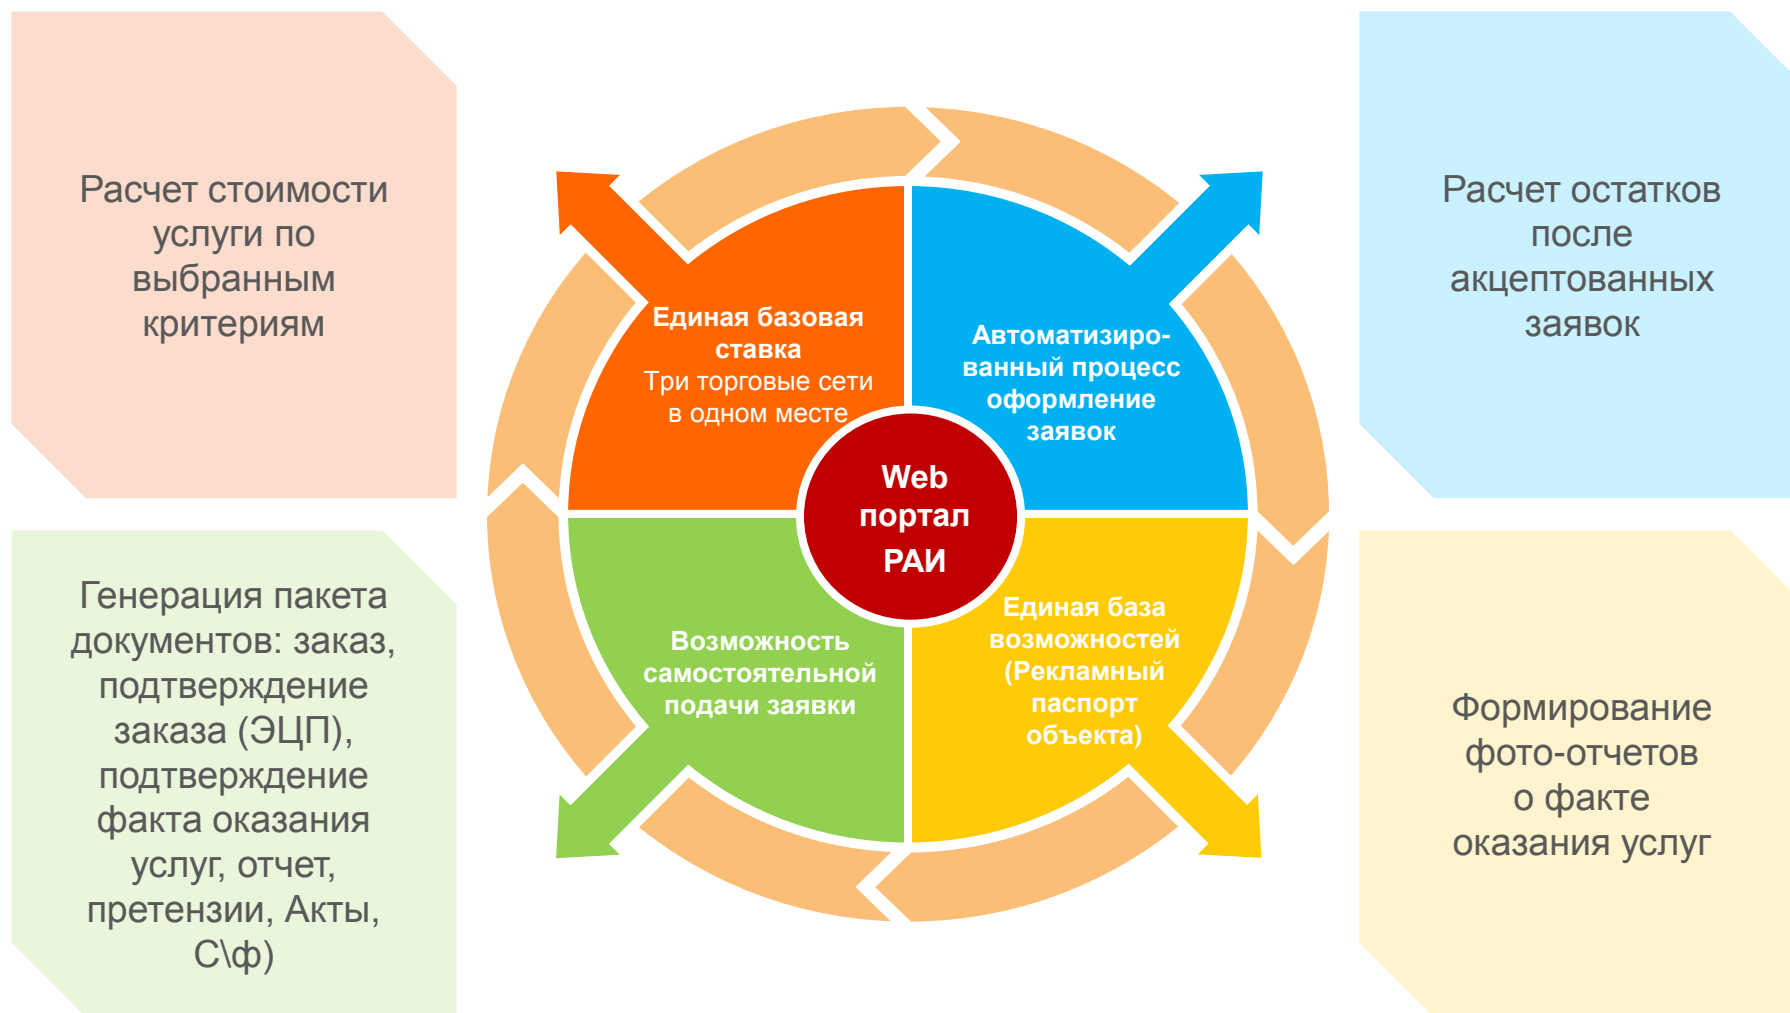 Расчет стоимости
услуги по
выбранным
критериям
Единая базовая
ставка
Три торговые сети
в одном месте
Автоматизиро-
ванный процесс
оформление
заявок
Расчет остатков
после
акцептованных
заявок
Web
портал
РАИ
Генерация пакета
документов: заказ,
подтверждение
заказа (ЭЦП),
подтверждение
факта оказания
услуг, отчет,
претензии, Акты,
С\ф)
Возможность
самостоятельной
подачи заявки
Единая база
возможностей
(Рекламный
паспорт
объекта)
Формирование
фото-отчетов
о факте
оказания услуг